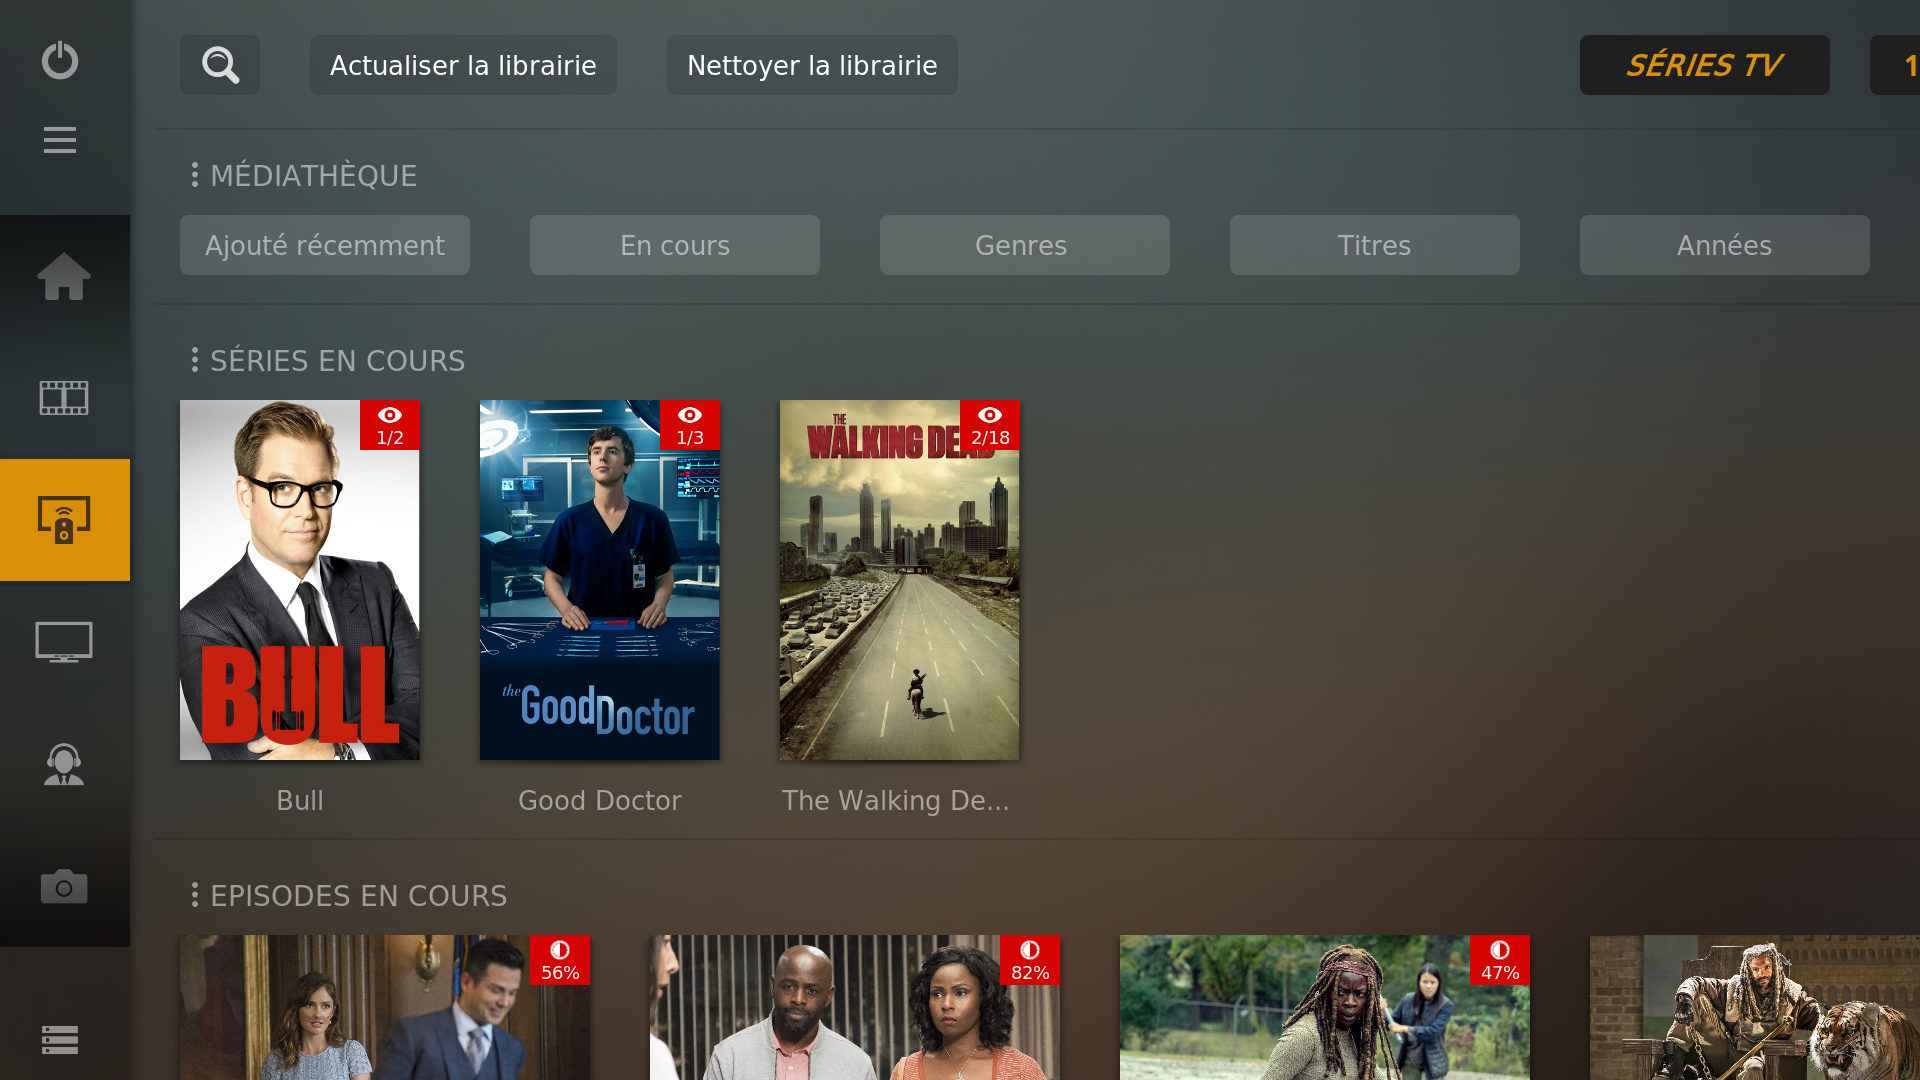 Actualiser la librairie
Nettoyer la librairie
SÉRIES TV
1
MÉDIATHÈQUE
Ajouté récemment
En cours
Genres
Titres
Années
SÉRIES EN COURS
1/2
1/3
2/18
THE
WALKING DEAD
BULL
the
Good Doctor
Bull
Good Doctor
The Walking De...
EPISODES EN COURS
56%
82%
47%